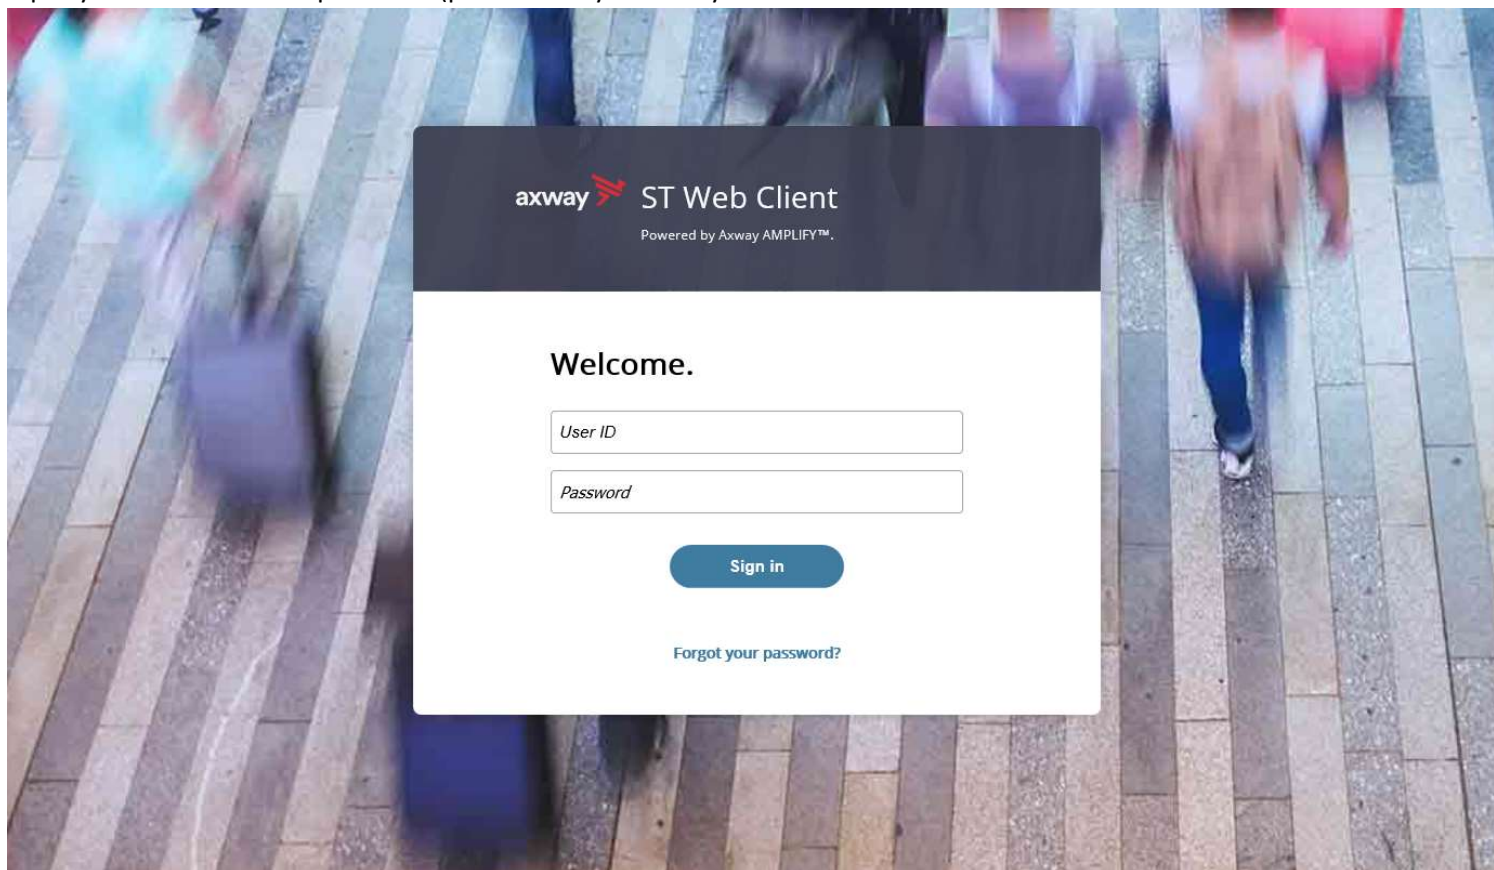 axway ST Web Client
Powered by Axway AMPLIFY™.
Welcome.
User ID
Password
Sign in
Forgot your password?